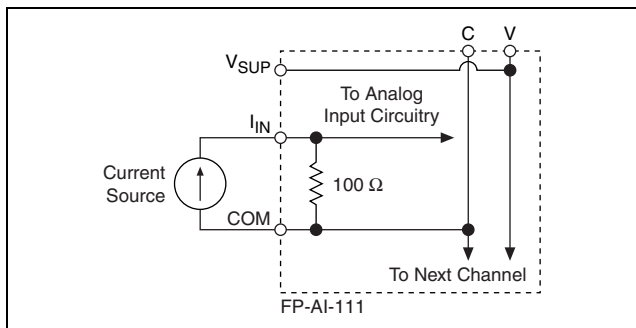 C V
V_SUP
To Analog
Input Circuitry
I_IN
Current
Source
100 Ω
COM
To Next Channel
FP-AI-111